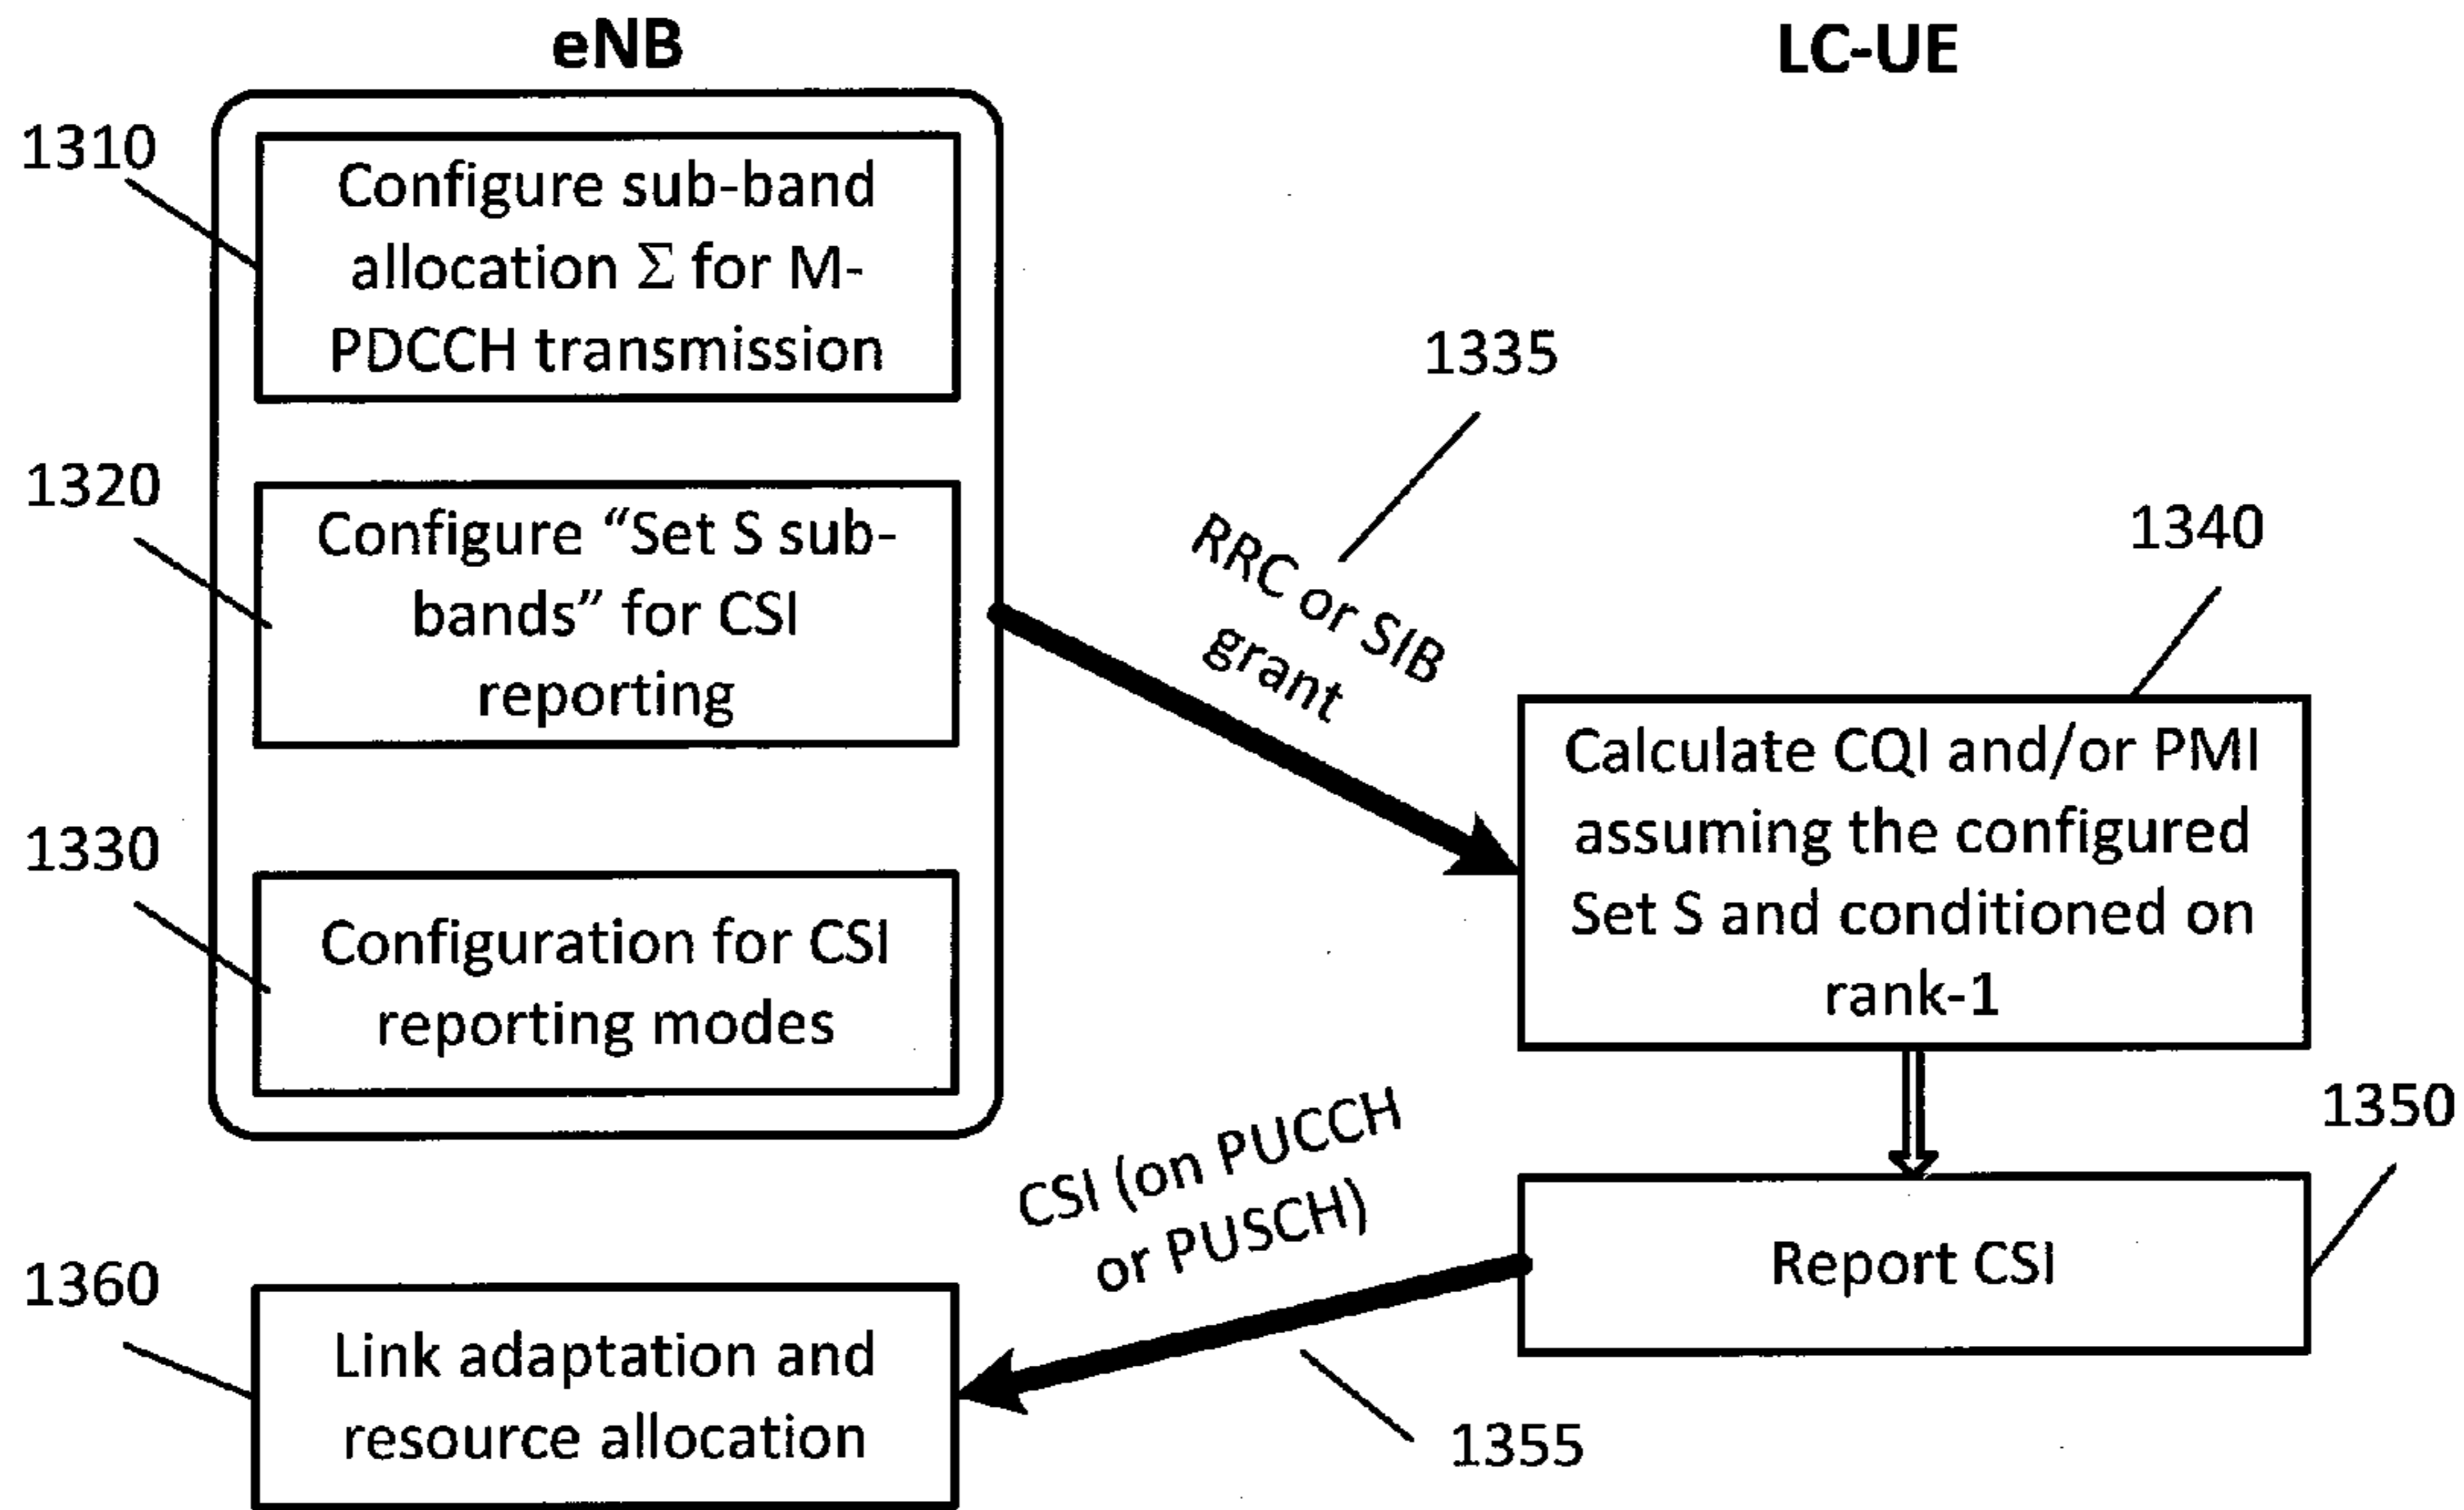 eNB
LC-UE
1310
Configure sub-band
allocation Σ for M-
PDCCH transmission
1320
Configure “Set S sub-
bands” for CSI
reporting
1330
Configuration for CSI
reporting modes
1335
RRC or SIB
grant
1340
Calculate CQI and/or PMI
assuming the configured
Set S and conditioned on
rank-1
1350
Report CSI
CSI (on PUCCH
or PUSCH)
1355
1360
Link adaptation and
resource allocation